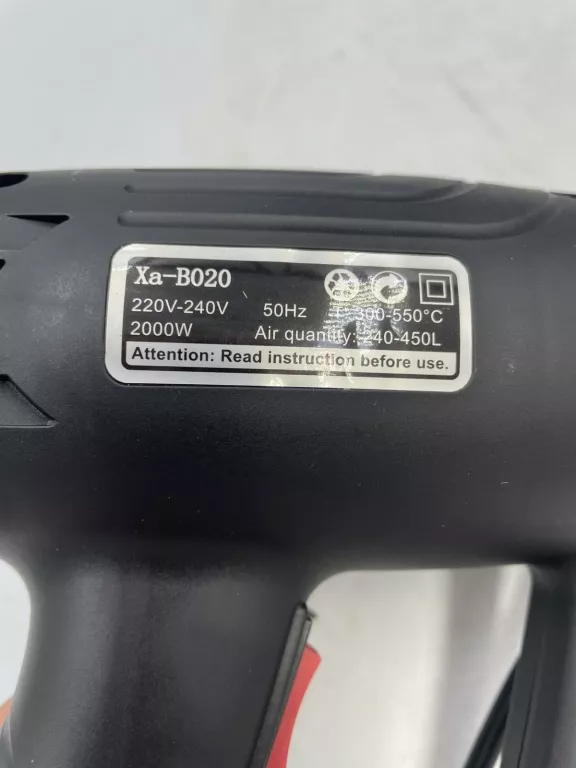 Xa-B020
220V-240V 50Hz T: 300-550°C
2000W Air quantity: 240-450L
Attention: Read instruction before use.